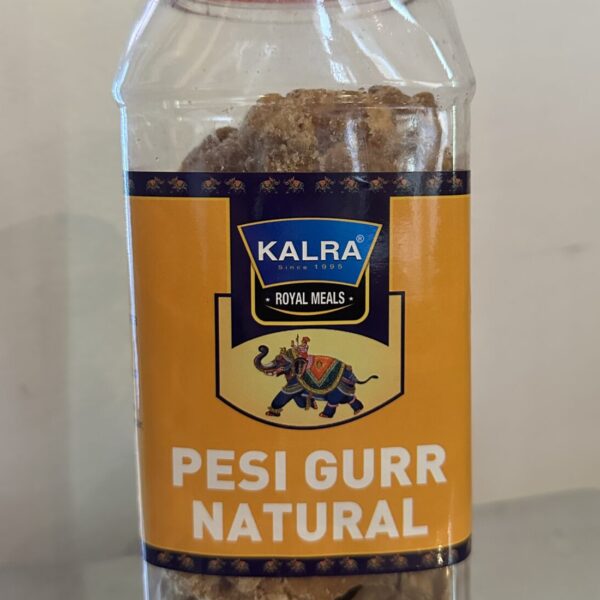 KALRA®
Since 1995
• ROYAL MEALS •
PESI GURR
NATURAL